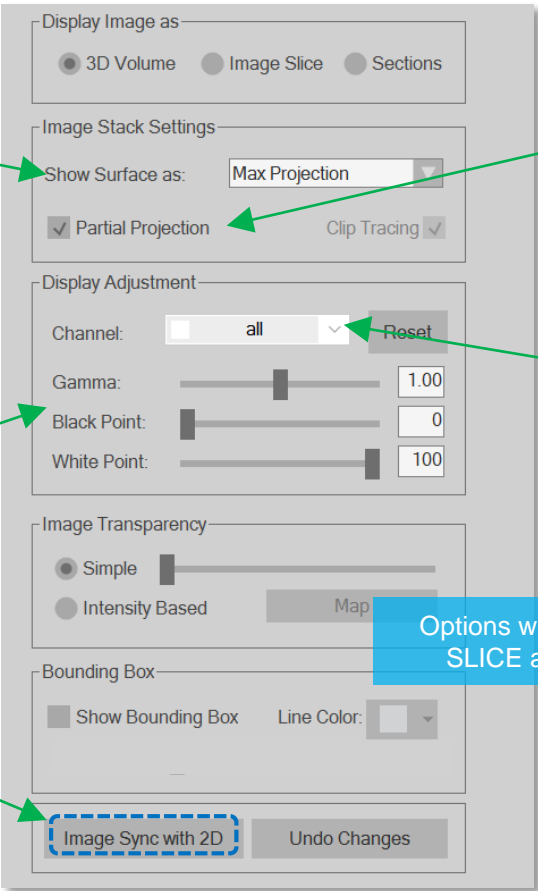 Display Image as
3D Volume Image Slice Sections
Image Stack Settings
Show Surface as: Max Projection
Partial Projection Clip Tracing
Display Adjustment
Channel: all Reset
Gamma: 1.00
Black Point: 0
White Point: 100
Image Transparency
Simple
Intensity Based Map
Options w
SLICE a
Bounding Box
Show Bounding Box Line Color:
Image Sync with 2D Undo Changes